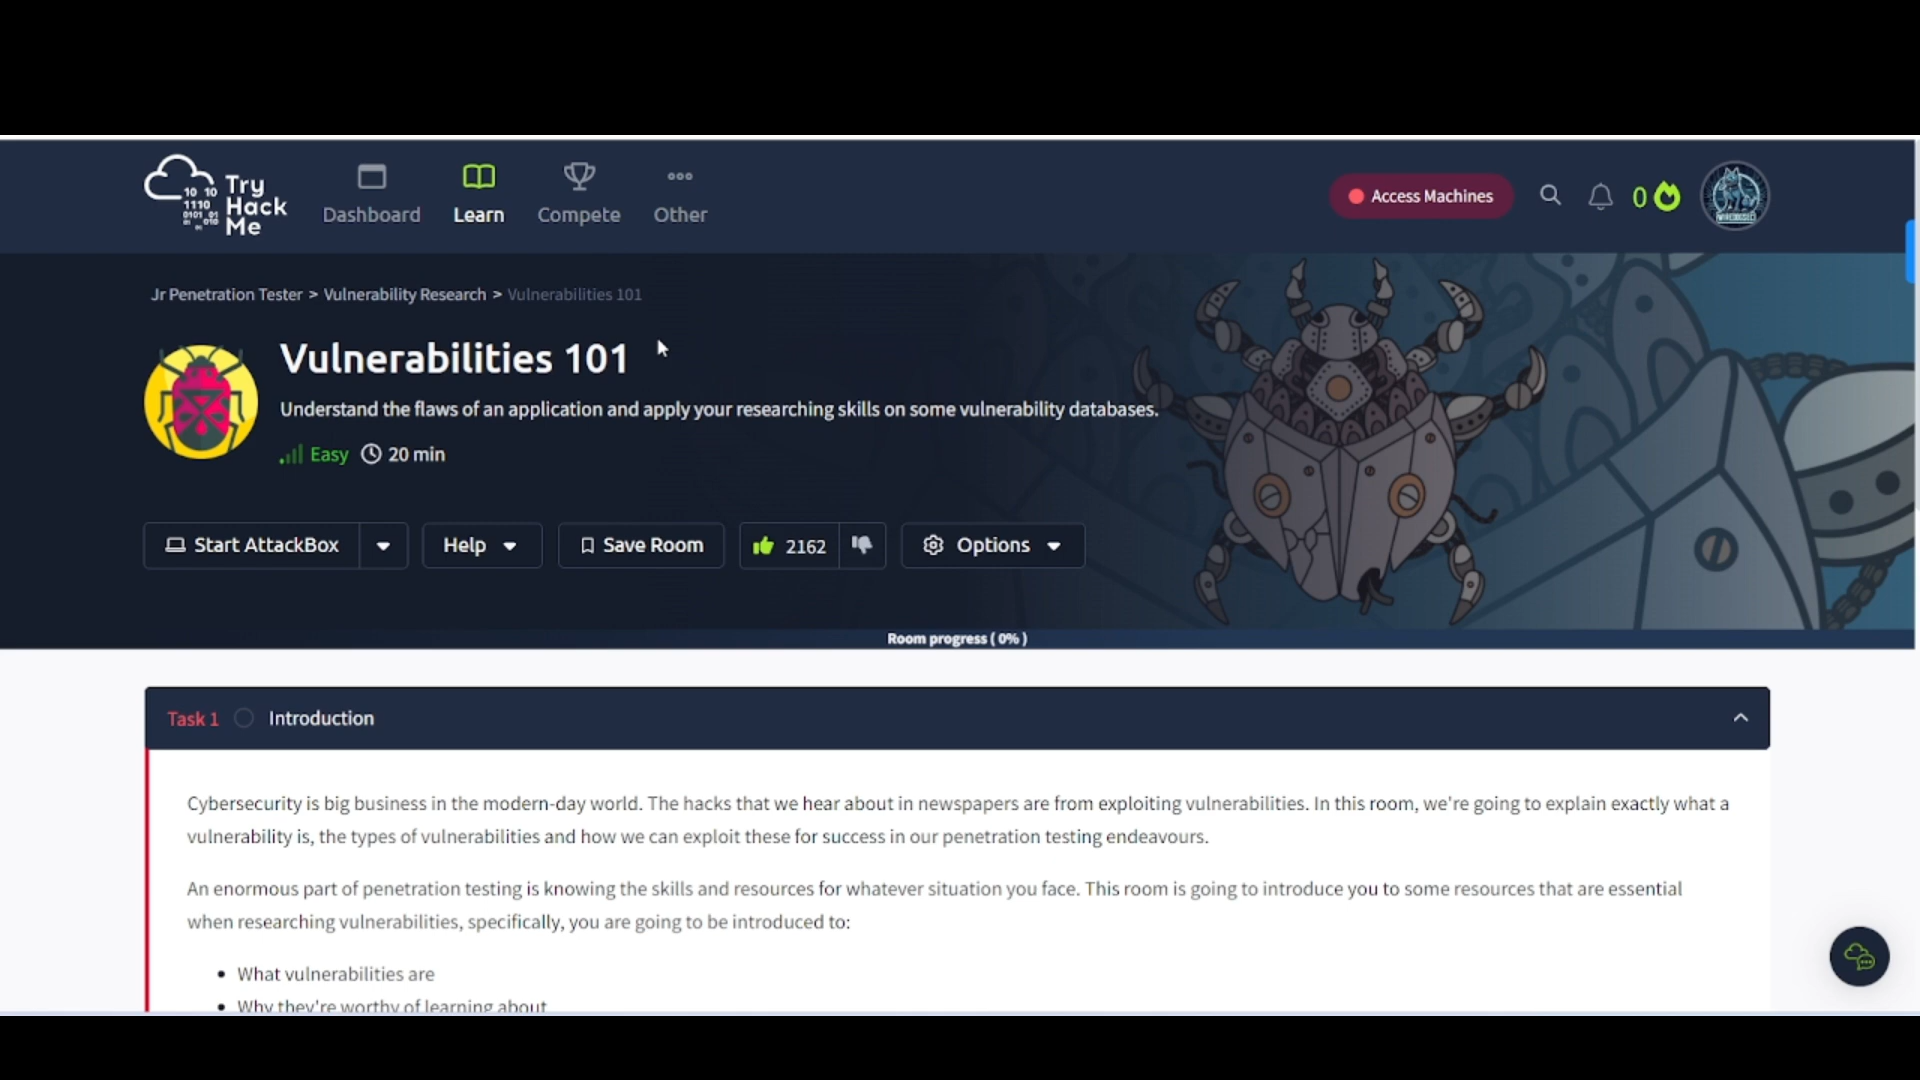 Try
Hack
Me
10 10
1110
0101 01
01 010
Dashboard
Learn
Compete
Other
Access Machines
0
Jr Penetration Tester > Vulnerability Research > Vulnerabilities 101
Vulnerabilities 101
Understand the flaws of an application and apply your researching skills on some vulnerability databases.
Easy 20 min
Start AttackBox
Help
Save Room
2162
Options
Room progress ( 0% )
Task 1 Introduction
Cybersecurity is big business in the modern-day world. The hacks that we hear about in newspapers are from exploiting vulnerabilities. In this room, we're going to explain exactly what a
vulnerability is, the types of vulnerabilities and how we can exploit these for success in our penetration testing endeavours.
An enormous part of penetration testing is knowing the skills and resources for whatever situation you face. This room is going to introduce you to some resources that are essential
when researching vulnerabilities, specifically, you are going to be introduced to:
• What vulnerabilities are
• Why they're worthy of learning about